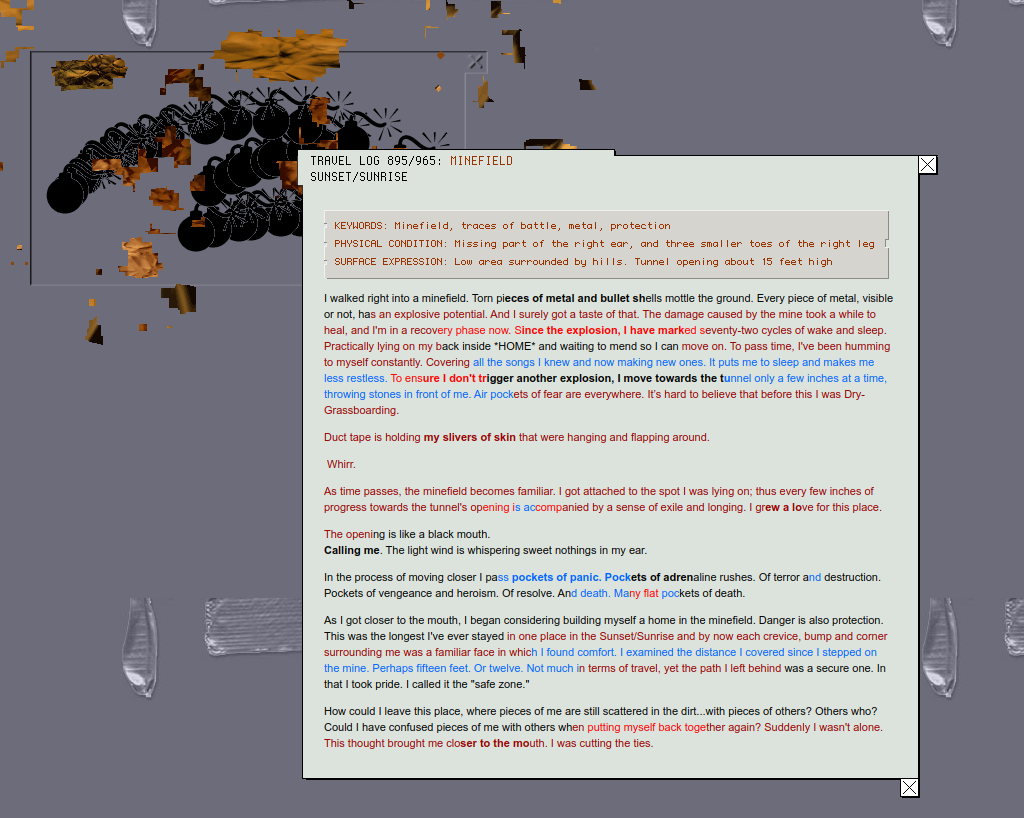 TRAVEL LOG 895/965: MINEFIELD
SUNSET/SUNRISE
KEYWORDS: Minefield, traces of battle, metal, protection
PHYSICAL CONDITION: Missing part of the right ear, and three smaller toes of the right leg
SURFACE EXPRESSION: Low area surrounded by hills. Tunnel opening about 15 feet high
I walked right into a minefield. Torn pieces of metal and bullet shells mottle the ground. Every piece of metal, visible
or not, has an explosive potential. And I surely got a taste of that. The damage caused by the mine took a while to
heal, and I'm in a recovery phase now. Since the explosion, I have marked seventy-two cycles of wake and sleep.
Practically lying on my back inside *HOME* and waiting to mend so I can move on. To pass time, I've been humming
to myself constantly. Covering all the songs I knew and now making new ones. It puts me to sleep and makes me
less restless. To ensure I don't trigger another explosion, I move towards the tunnel only a few inches at a time,
throwing stones in front of me. Air pockets of fear are everywhere. It's hard to believe that before this I was Dry-
Grassboarding.
Duct tape is holding my slivers of skin that were hanging and flapping around.
Whirr.
As time passes, the minefield becomes familiar. I got attached to the spot I was lying on; thus every few inches of
progress towards the tunnel's opening is accompanied by a sense of exile and longing. I grew a love for this place.
The opening is like a black mouth.
Calling me. The light wind is whispering sweet nothings in my ear.
In the process of moving closer I pass pockets of panic. Pockets of adrenaline rushes. Of terror and destruction.
Pockets of vengeance and heroism. Of resolve. And death. Many flat pockets of death.
As I got closer to the mouth, I began considering building myself a home in the minefield. Danger is also protection.
This was the longest I've ever stayed in one place in the Sunset/Sunrise and by now each crevice, bump and corner
surrounding me was a familiar face in which I found comfort. I examined the distance I covered since I stepped on
the mine. Perhaps fifteen feet. Or twelve. Not much in terms of travel, yet the path I left behind was a secure one. In
that I took pride. I called it the "safe zone."
How could I leave this place, where pieces of me are still scattered in the dirt...with pieces of others? Others who?
Could I have confused pieces of me with others when putting myself back together again? Suddenly I wasn't alone.
This thought brought me closer to the mouth. I was cutting the ties.